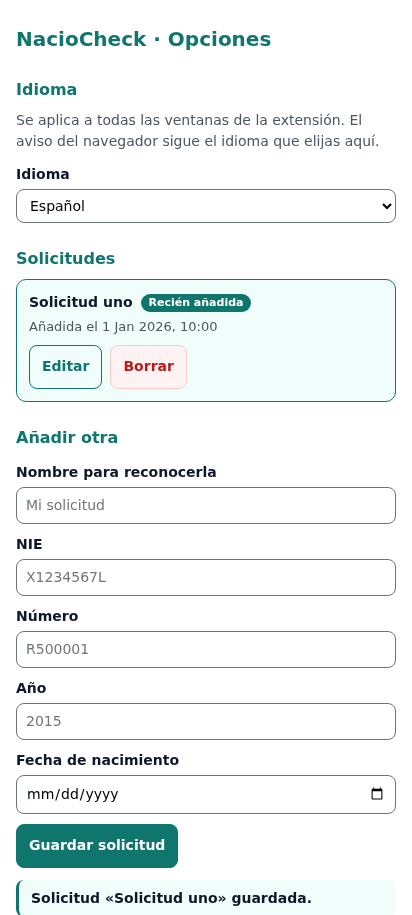 NacioCheck · Opciones
Idioma
Se aplica a todas las ventanas de la extensión. El
aviso del navegador sigue el idioma que elijas aquí.
Idioma
Español
Solicitudes
Solicitud uno Recién añadida
Añadida el 1 Jan 2026, 10:00
Editar Borrar
Añadir otra
Nombre para reconocerla
Mi solicitud
NIE
X1234567L
Número
R500001
Año
2015
Fecha de nacimiento
mm/dd/yyyy
Guardar solicitud
Solicitud «Solicitud uno» guardada.